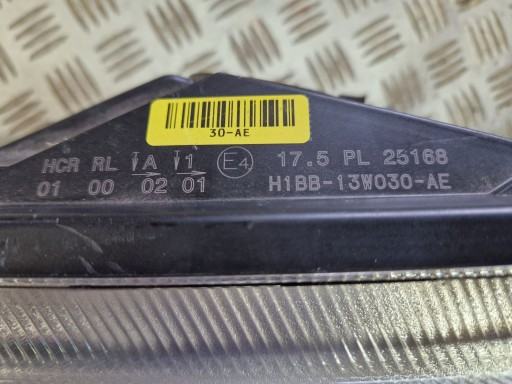 30-AE
HCR RL A 1 E4 17.5 PL 25168
01 00 02 01 H1BB-13W030-AE